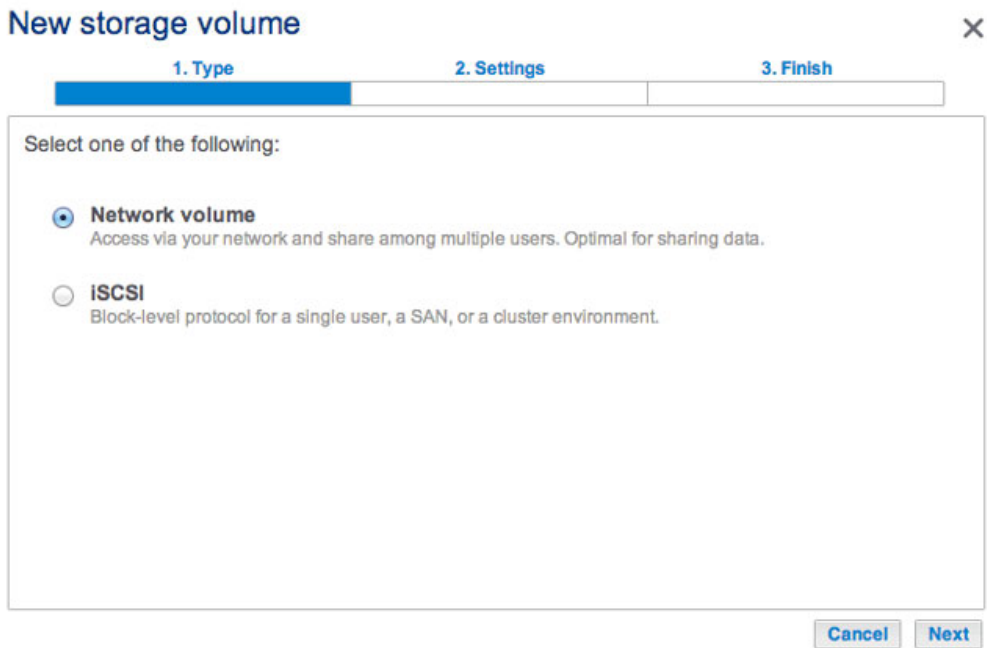 New storage volume
1. Type 2. Settings 3. Finish
Select one of the following:
Network volume
Access via your network and share among multiple users. Optimal for sharing data.
iSCSI
Block-level protocol for a single user, a SAN, or a cluster environment.
Cancel Next